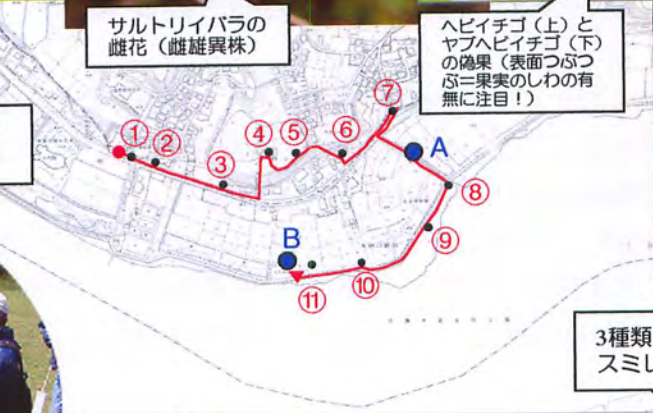 サルトリイバラの
雌花（雌雄異株）
ヘビイチゴ（上）と
ヤブヘビイチゴ（下）
の偽果（表面つぶつ
ぶ＝果実のしわの有
無に注目！）
⑦
① ② ③ ④ ⑤ ⑥ A
⑧
⑨
B
⑩
⑪
3種類
スミレ